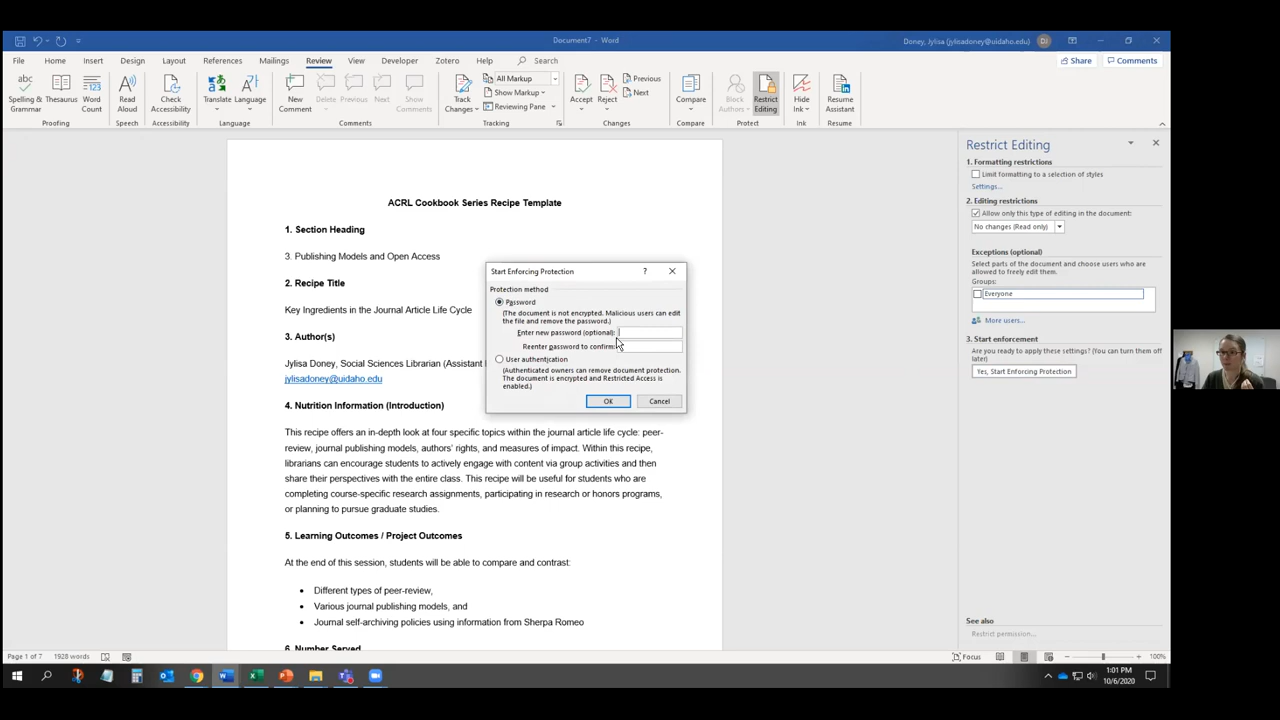 Document7 - Word
Doney, Jylisa (jylisadoney@uidaho.edu) DJ
File Home Insert Draw Design Layout References Mailings Review View Developer Zotero Help Search Share Comments
abc
Spelling & Grammar
Thesaurus
Word Count
Read Aloud
Check Accessibility
Translate
Language
New Comment
Delete
Previous
Next
Show Comments
Track Changes
All Markup
Show Markup
Reviewing Pane
Accept
Reject
Previous
Next
Compare
Block Authors
Restrict Editing
Hide Ink
Resume Assistant
Proofing Speech Accessibility Language Comments Tracking Changes Compare Protect Ink Resume
ACRL Cookbook Series Recipe Template
1. Section Heading
3. Publishing Models and Open Access
2. Recipe Title
Key Ingredients in the Journal Article Life Cycle
3. Author(s)
Jylisa Doney, Social Sciences Librarian (Assistant
jylisadoney@uidaho.edu
4. Nutrition Information (Introduction)
This recipe offers an in-depth look at four specific topics within the journal article life cycle: peer-
review, journal publishing models, authors' rights, and measures of impact. Within this recipe,
librarians can encourage students to actively engage with content via group activities and then
share their perspectives with the entire class. This recipe will be useful for students who are
completing course-specific research assignments, participating in research or honors programs,
or planning to pursue graduate studies.
5. Learning Outcomes / Project Outcomes
At the end of this session, students will be able to compare and contrast:
• Different types of peer-review,
• Various journal publishing models, and
• Journal self-archiving policies using information from Sherpa Romeo
6. Number Served
Start Enforcing Protection ?
Protection method
Password
(The document is not encrypted. Malicious users can edit
the file and remove the password.)
Enter new password (optional):
Reenter password to confirm:
User authentication
(Authenticated owners can remove document protection.
The document is encrypted and Restricted Access is
enabled.)
OK Cancel
Restrict Editing
1. Formatting restrictions
Limit formatting to a selection of styles
Settings...
2. Editing restrictions
Allow only this type of editing in the document:
No changes (Read only)
Exceptions (optional)
Select parts of the document and choose users who are
allowed to freely edit them.
Groups:
Everyone
More users...
3. Start enforcement
Are you ready to apply these settings? (You can turn them off
later)
Yes, Start Enforcing Protection
See also
Restrict permission...
Page 1 of 7 1928 words Focus 100%
1:01 PM
10/6/2020